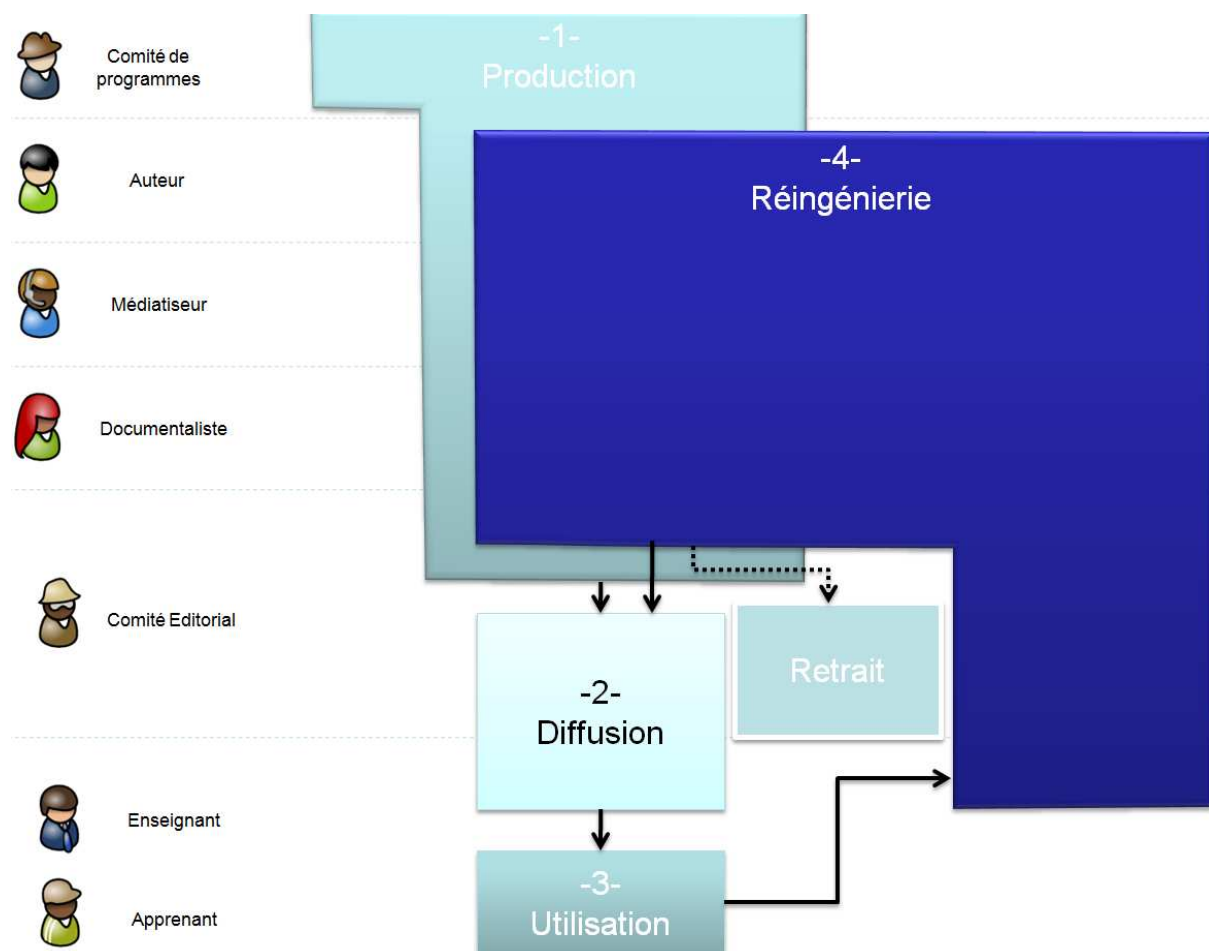 Comité de
programmes
-1-
Production
Auteur
-4-
Réingénierie
Médiatiseur
Documentaliste
Comité Editorial
-2-
Diffusion
Retrait
Enseignant
Apprenant
-3-
Utilisation